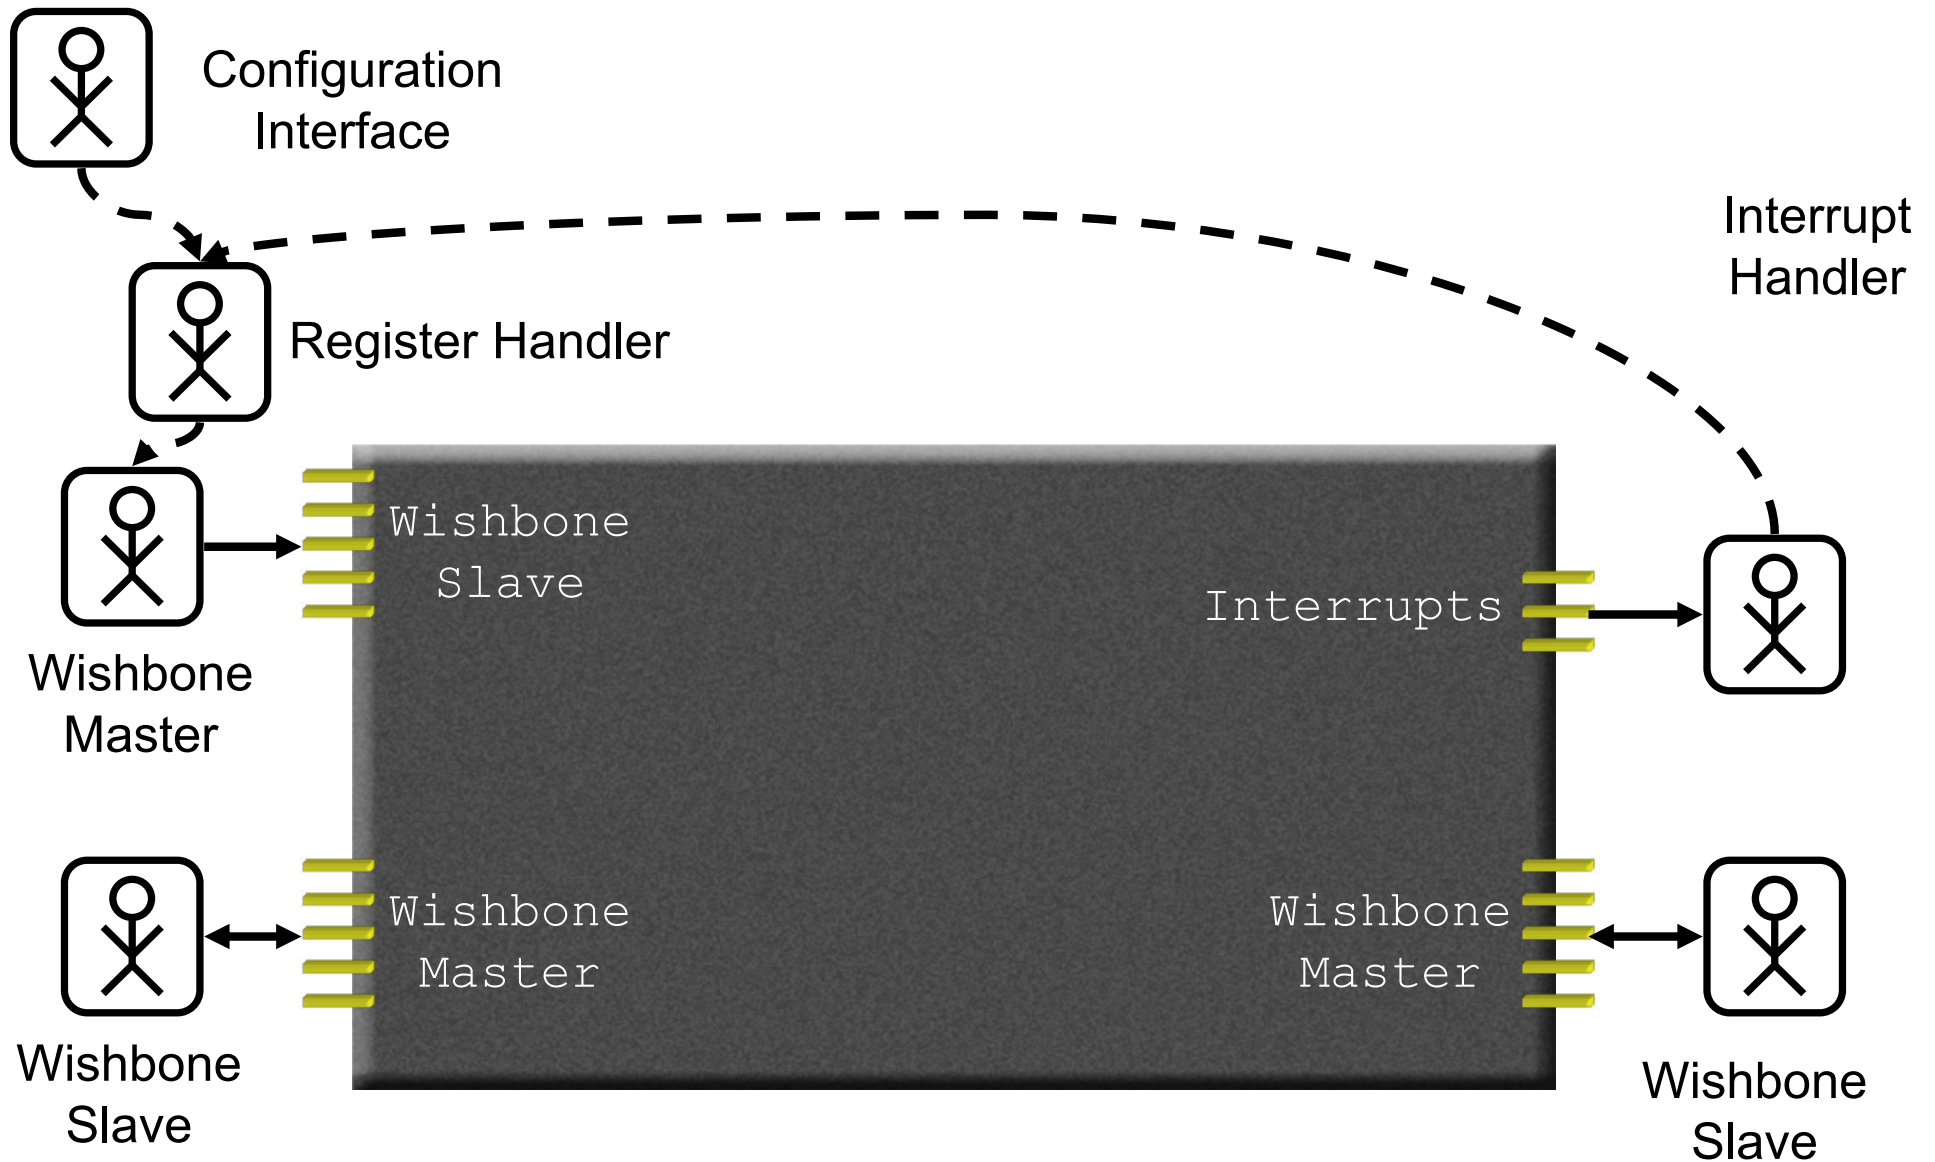 Configuration
Interface
Interrupt
Handler
Register Handler
Wishbone
Slave
Interrupts
Wishbone
Master
Wishbone
Master
Wishbone
Master
Wishbone
Slave
Wishbone
Slave